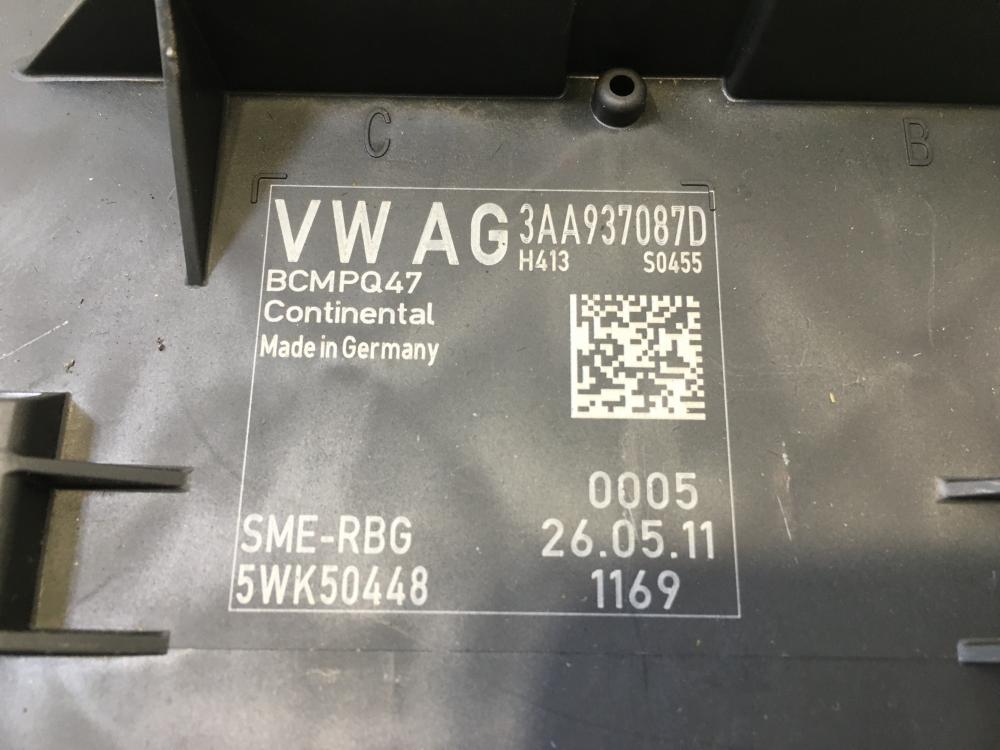 C
B
VW AG 3AA937087D
H413 S0455
BCMPQ47
Continental
Made in Germany
0005
SME-RBG 26.05.11
5WK50448 1169